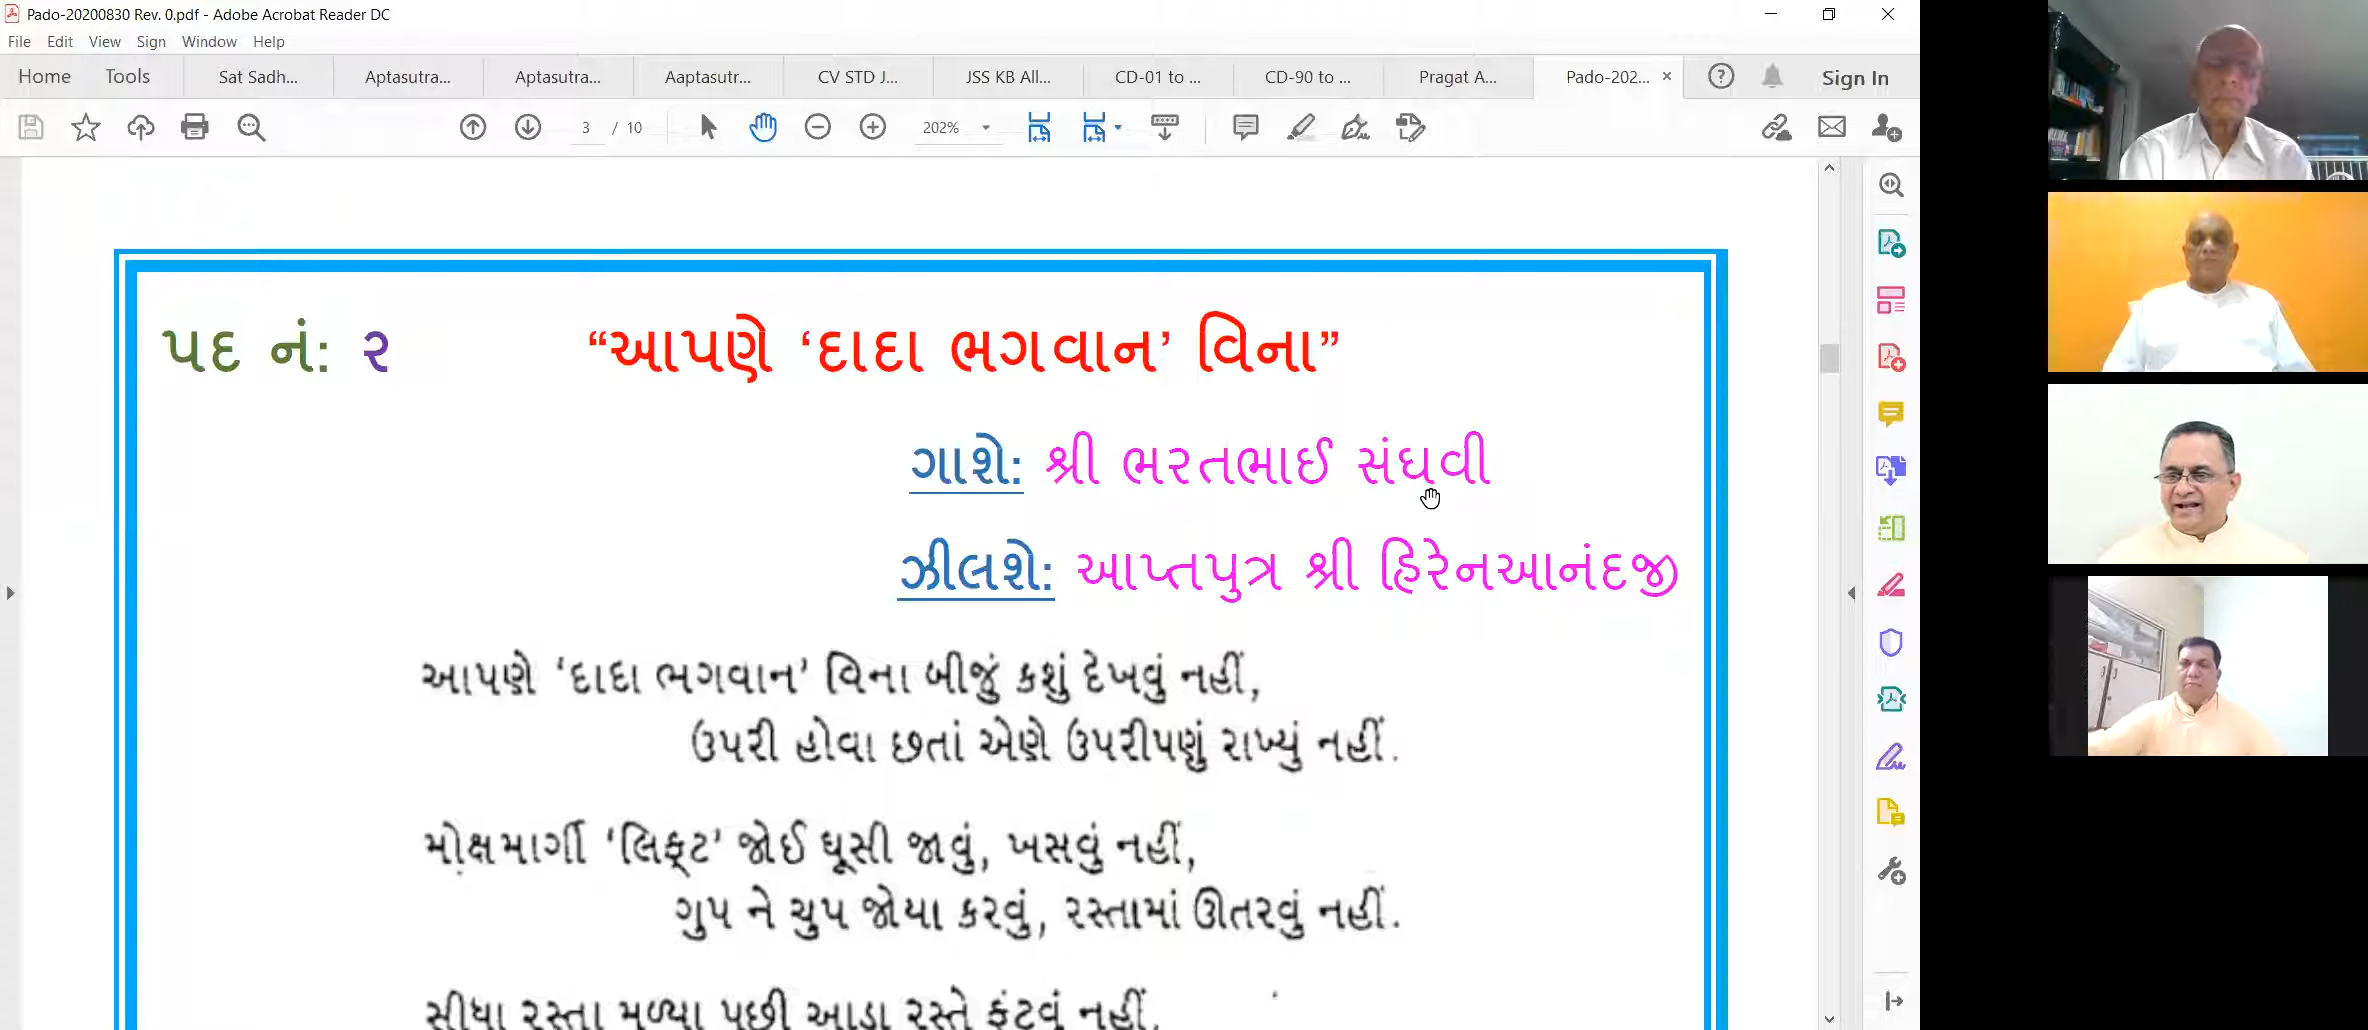 Pado-20200830 Rev. 0.pdf - Adobe Acrobat Reader DC
File Edit View Sign Window Help
Home Tools Sat Sadh... Aptasutra... Aptasutra... Aaptasutr... CV STD J... JSS KB All... CD-01 to ... CD-90 to ... Pragat A... Pado-202... Sign In
3 / 10 202%
પદ નં: ૨ “આપણે ‘દાદા ભગવાન’ વિના”
ગાશે: શ્રી ભરતભાઈ સંઘવી
ઝીલશે: આપ્તપુત્ર શ્રી હિરેનઆનંદજી
આપણે ‘દાદા ભગવાન’ વિના બીજું કશું દેખવું નહીં,
ઉપરી હોવા છતાં એણે ઉપરીપણું રાખ્યું નહીં.
મોક્ષમાર્ગી ‘લિફ્ટ’ જોઈ ઘૂસી જાવું, ખસવું નહીં,
ગુપ ને ચુપ જોયા કરવું, રસ્તામાં ઊતરવું નહીં.
સીધા રસ્તા મળ્યા પછી આડા રસ્તે ફંટવું નહીં,